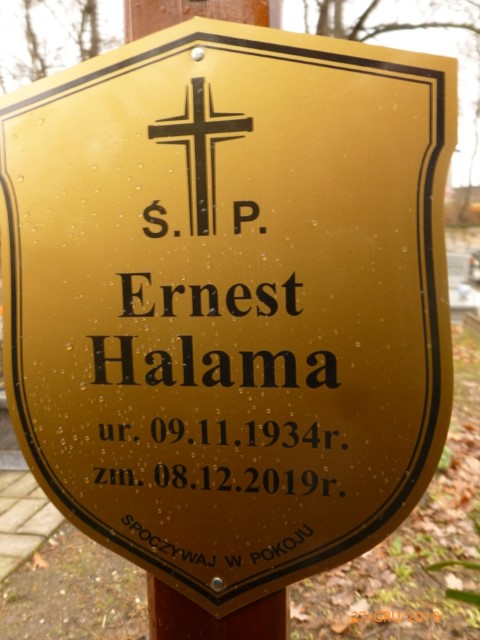 Ś. P.
Ernest
Halama
ur. 09.11.1934r.
zm. 08.12.2019r.
SPOCZYWAJ W POKOJU